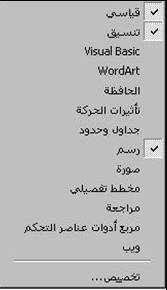 قياسي
تنسيق
Visual Basic
WordArt
الحافظة
تأثيرات الحركة
جداول وحدود
رسم
صورة
مخطط تفصيلي
مراجعة
مربع أدوات عناصر التحكم
ويب
تخصيص...